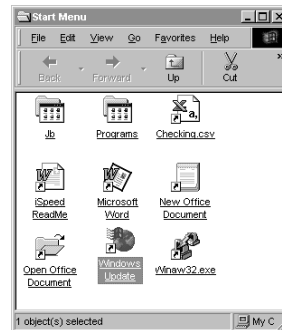 Start Menu
File Edit View Go Favorites Help
Back Forward Up Cut »
Jb Programs Checking.csv
iSpeed ReadMe Microsoft Word New Office Document
Open Office Document Windows Update Winaw32.exe
1 object(s) selected My C